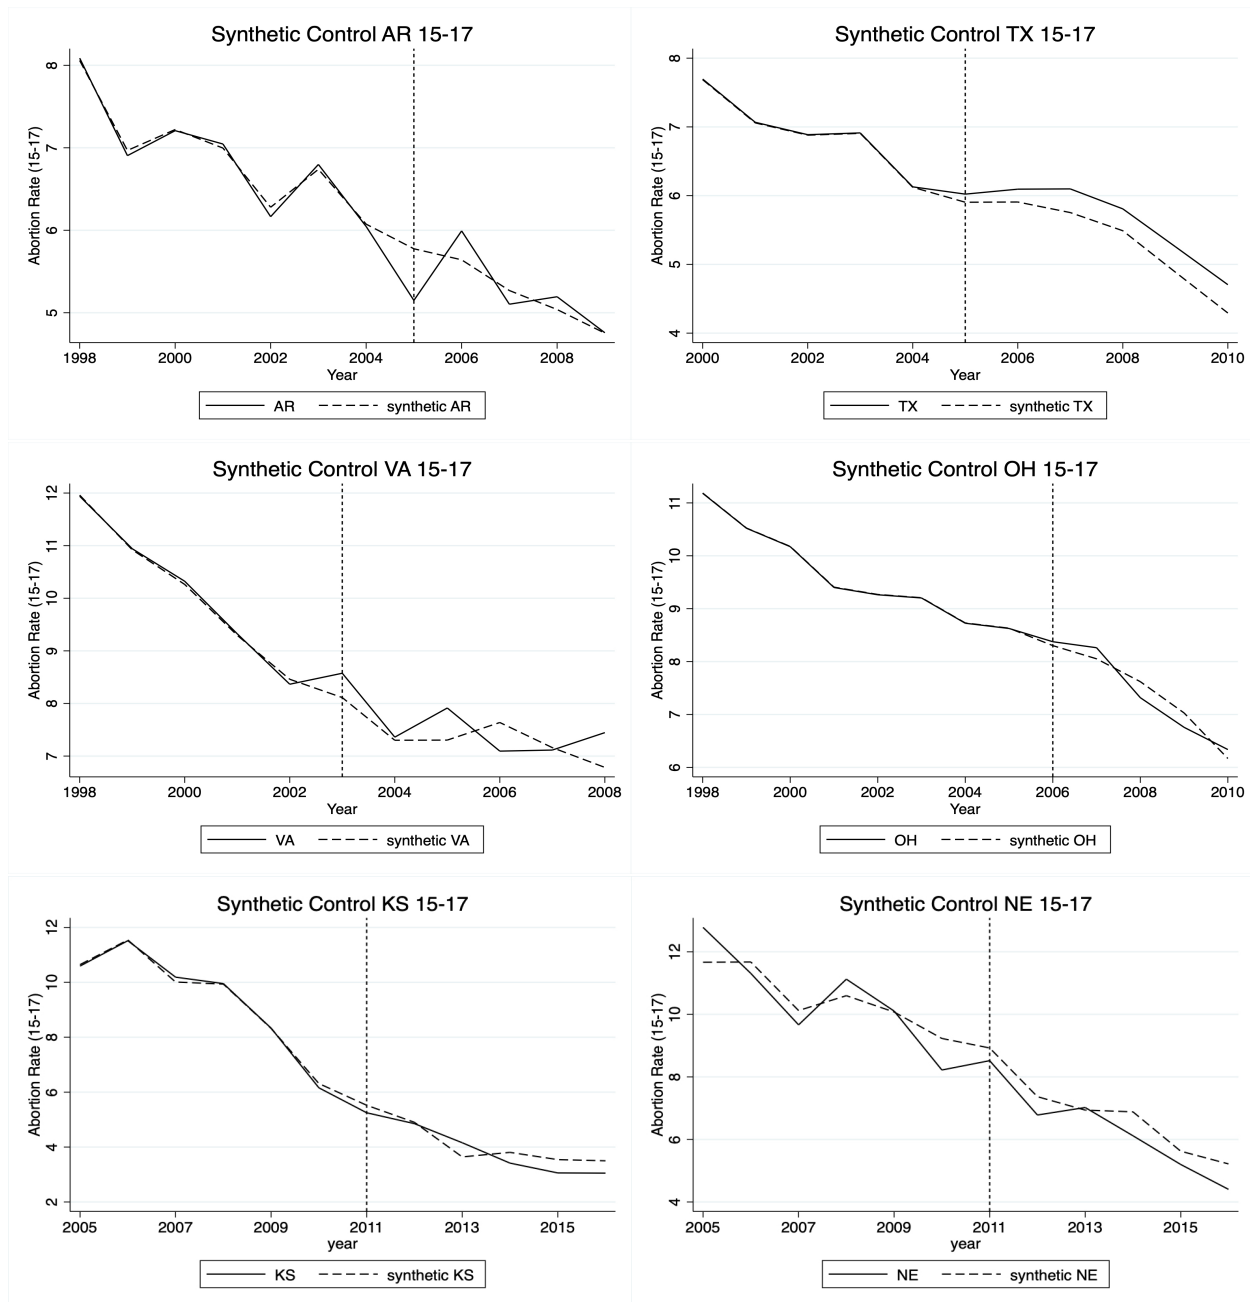 Synthetic Control AR 15-17
Abortion Rate (15-17)
8
7
6
5
1998 2000 2002 2004 2006 2008
Year
AR synthetic AR
Synthetic Control TX 15-17
Abortion Rate (15-17)
8
7
6
5
4
2000 2002 2004 2006 2008 2010
Year
TX synthetic TX
Synthetic Control VA 15-17
Abortion Rate (15-17)
12
11
10
9
8
7
1998 2000 2002 2004 2006 2008
Year
VA synthetic VA
Synthetic Control OH 15-17
Abortion Rate (15-17)
11
10
9
8
7
6
1998 2000 2002 2004 2006 2008 2010
Year
OH synthetic OH
Synthetic Control KS 15-17
Abortion Rate (15-17)
12
10
8
6
4
2
2005 2007 2009 2011 2013 2015
year
KS synthetic KS
Synthetic Control NE 15-17
Abortion Rate (15-17)
12
10
8
6
4
2005 2007 2009 2011 2013 2015
year
NE synthetic NE